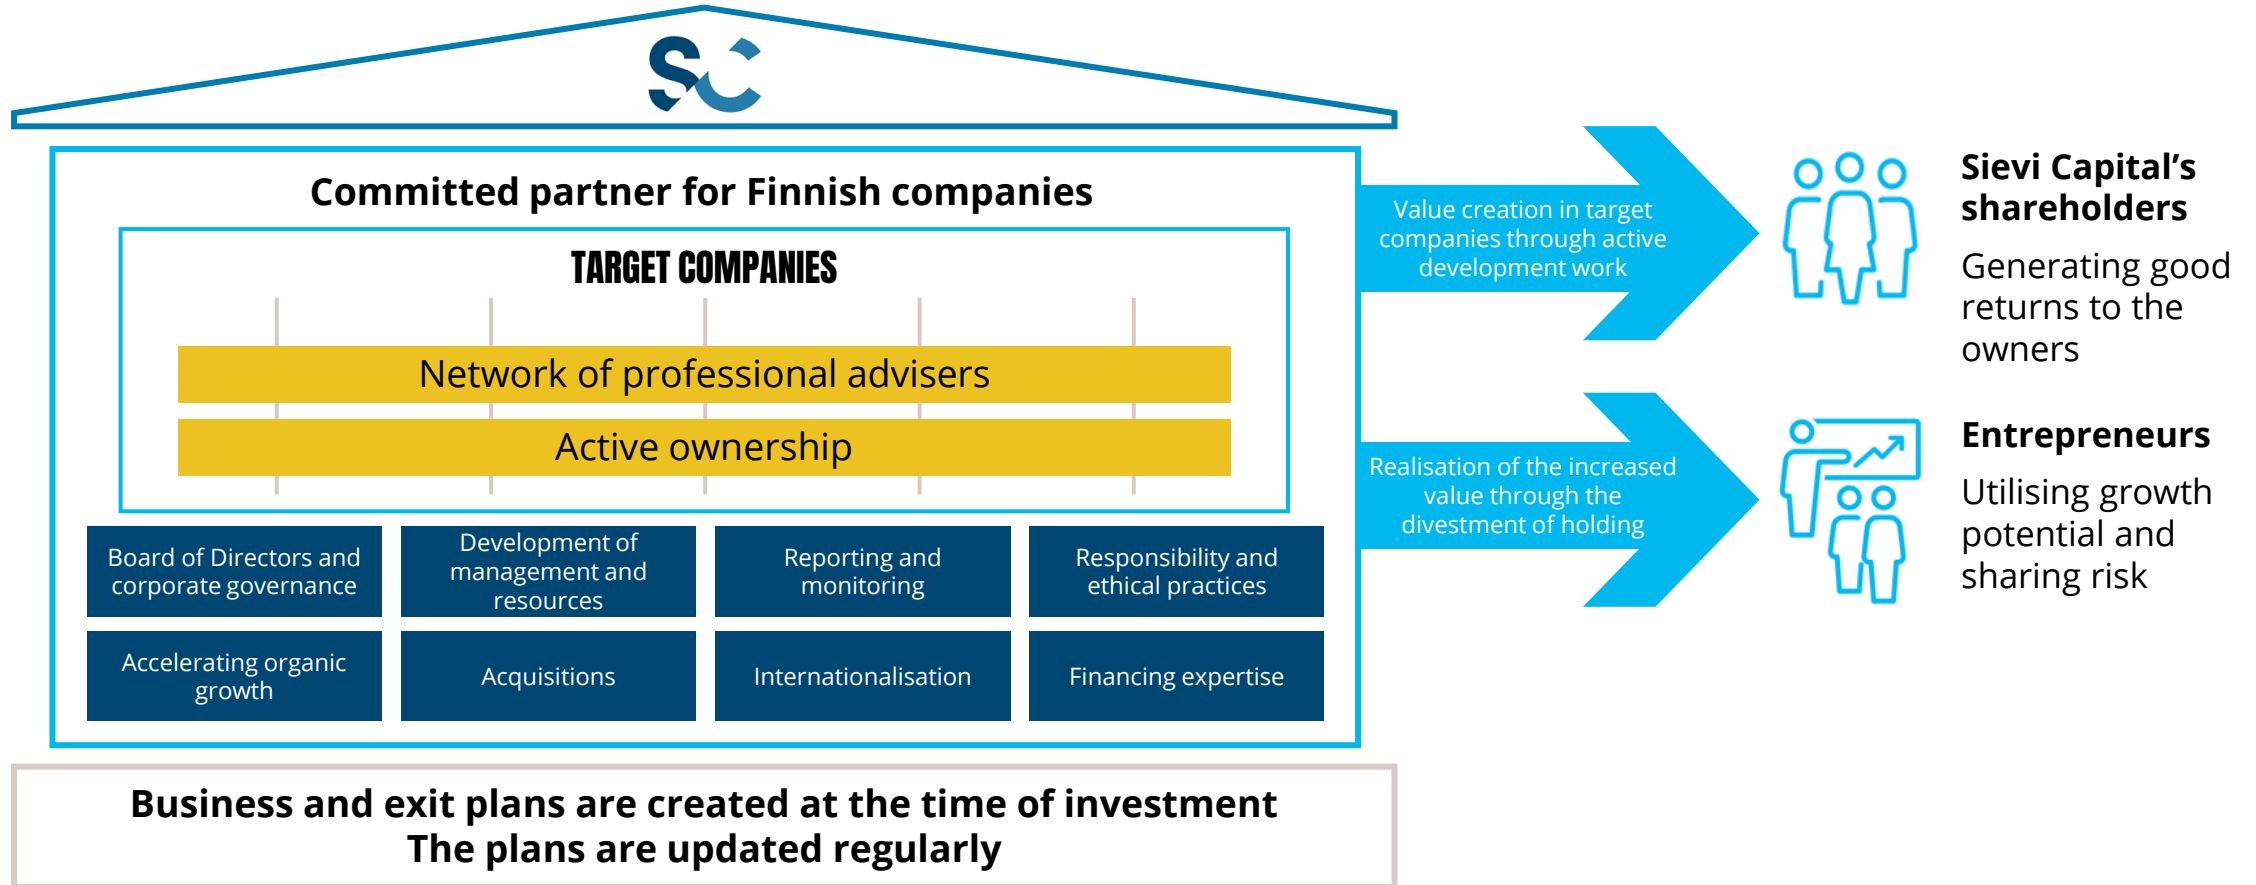 SC
Committed partner for Finnish companies
TARGET COMPANIES
Network of professional advisers
Active ownership
Board of Directors and
corporate governance
Development of
management and
resources
Reporting and
monitoring
Responsibility and
ethical practices
Accelerating organic
growth
Acquisitions
Internationalisation
Financing expertise
Business and exit plans are created at the time of investment
The plans are updated regularly
Value creation in target
companies through active
development work
Realisation of the increased
value through the
divestment of holding
Sievi Capital’s
shareholders
Generating good
returns to the
owners
Entrepreneurs
Utilising growth
potential and
sharing risk